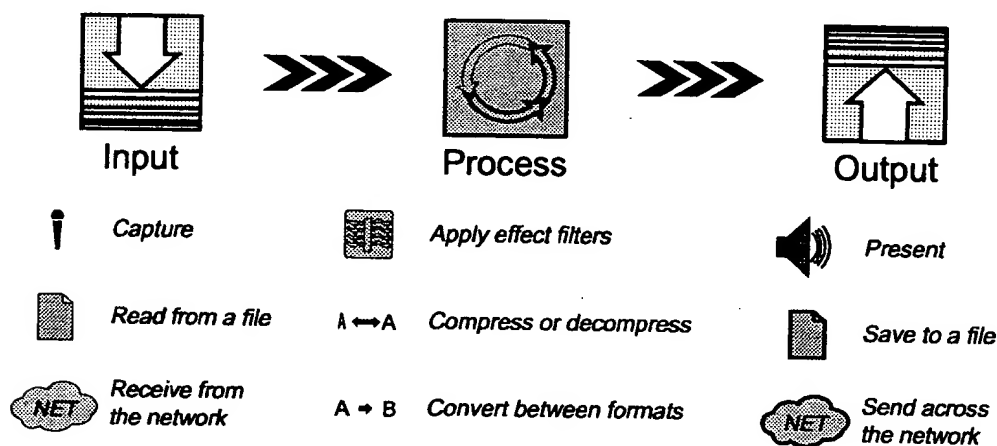 Input
Process
Output
Capture
Apply effect filters
Present
Read from a file
A ↔ A
Compress or decompress
Save to a file
NET
Receive from
the network
A → B
Convert between formats
NET
Send across
the network